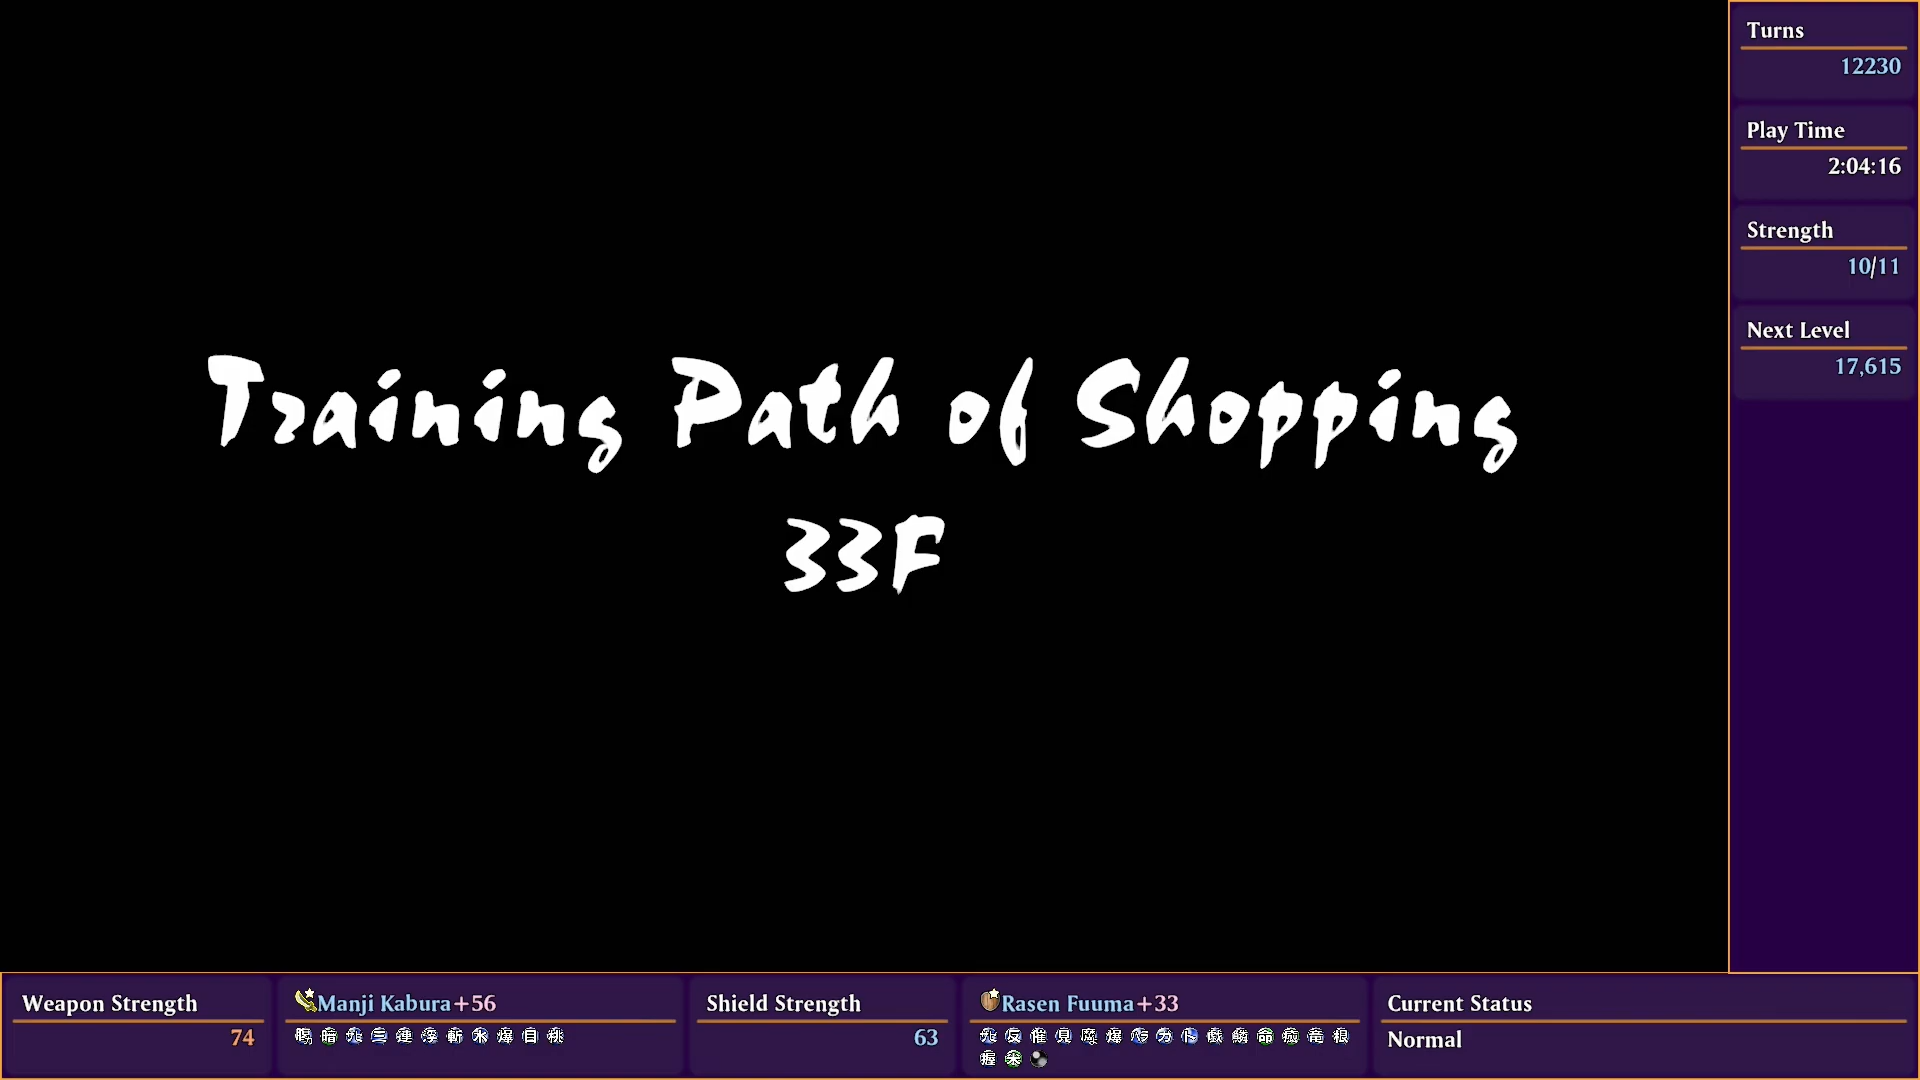 Turns
12230
Play Time
2:04:16
Strength
10/11
Next Level
17,615
Training Path of Shopping
33F
Weapon Strength
74
Manji Kabura+56
Shield Strength
63
Rasen Fuuma+33
Current Status
Normal